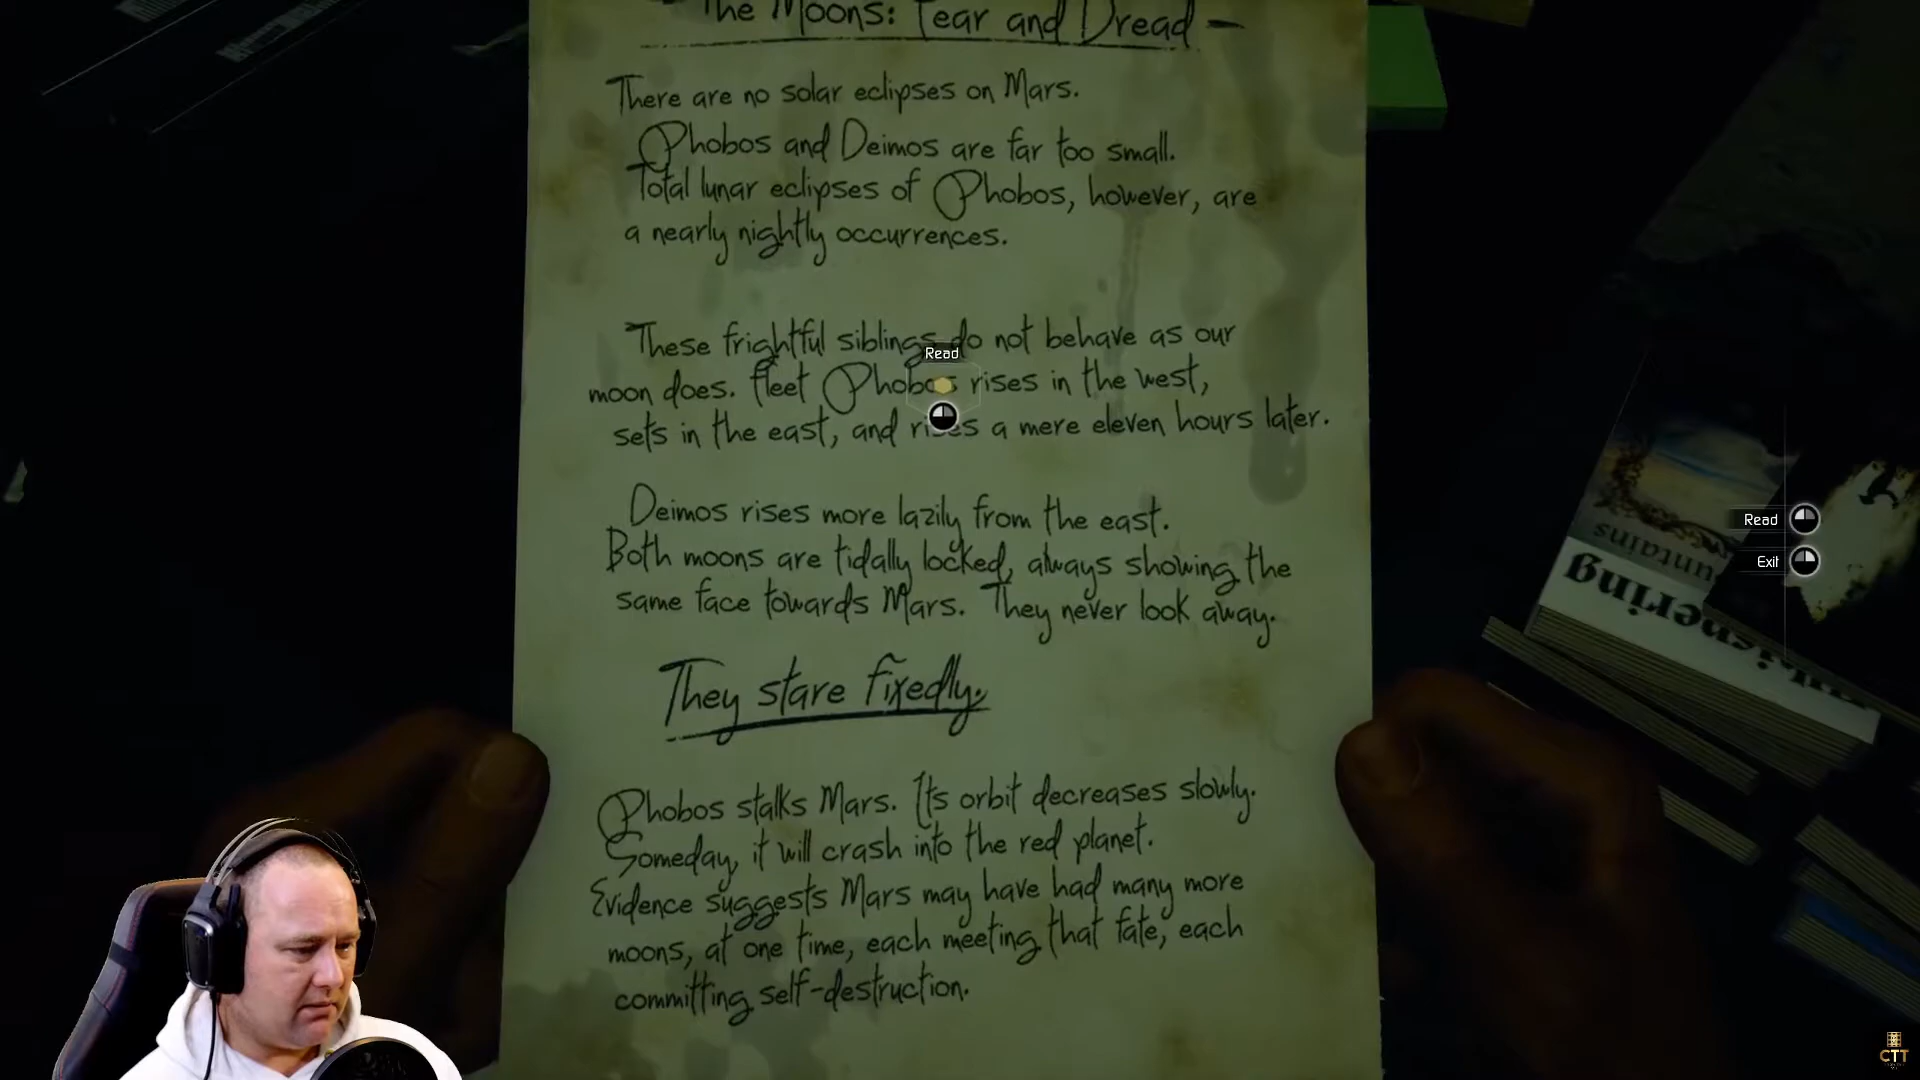 - The Moons: Fear and Dread -
There are no solar eclipses on Mars.
Phobos and Deimos are far too small.
Total lunar eclipses of Phobos, however, are
a nearly nightly occurrences.
These frightful siblings do not behave as our
Read
moon does. Fleet Phobos rises in the west,
sets in the east, and rises a mere eleven hours later.
Deimos rises more lazily from the east.
Both moons are tidally locked, always showing the
same face towards Mars. They never look away.
They stare fixedly.
Phobos stalks Mars. Its orbit decreases slowly.
Someday, it will crash into the red planet.
Evidence suggests Mars may have had many more
moons, at one time, each meeting that fate, each
committing self-destruction.
Read
Exit
untains
CTT